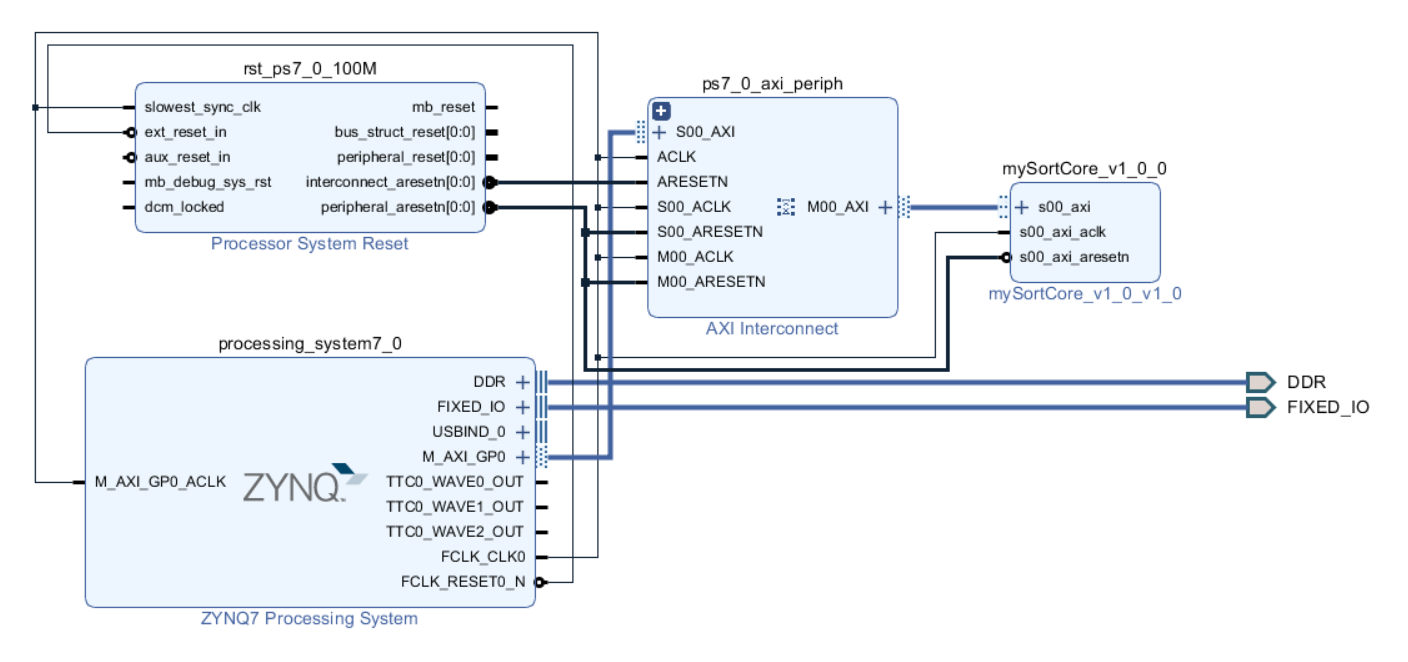 rst_ps7_0_100M
slowest_sync_clk
ext_reset_in
aux_reset_in
mb_debug_sys_rst
dcm_locked
mb_reset
bus_struct_reset[0:0]
peripheral_reset[0:0]
interconnect_aresetn[0:0]
peripheral_aresetn[0:0]
Processor System Reset
ps7_0_axi_periph
S00_AXI
ACLK
ARESETN
S00_ACLK
S00_ARESETN
M00_ACLK
M00_ARESETN
M00_AXI
AXI Interconnect
mySortCore_v1_0_0
s00_axi
s00_axi_aclk
s00_axi_aresetn
mySortCore_v1_0_v1_0
processing_system7_0
M_AXI_GP0_ACLK
ZYNQ
DDR
FIXED_IO
USBIND_0
M_AXI_GP0
TTC0_WAVE0_OUT
TTC0_WAVE1_OUT
TTC0_WAVE2_OUT
FCLK_CLK0
FCLK_RESET0_N
ZYNQ7 Processing System
DDR
FIXED_IO